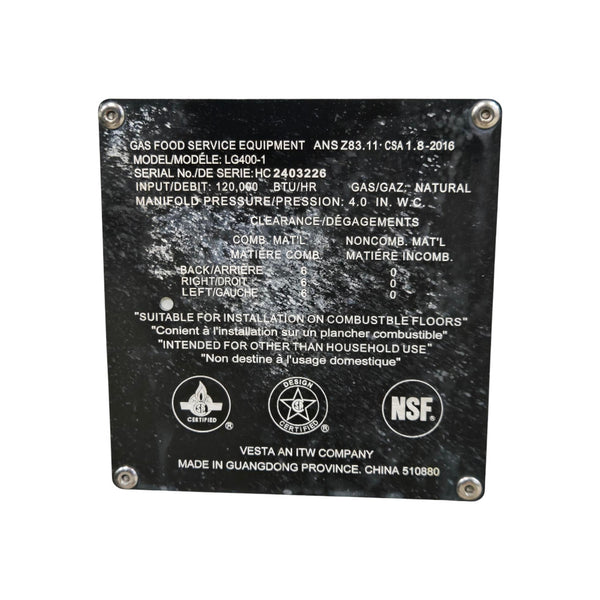 GAS FOOD SERVICE EQUIPMENT ANS Z83.11· CSA 1.8-2016
MODEL/MODÉLE: LG400-1
SERIAL No./DE SERIE: HC 2403226
INPUT/DEBIT: 120,000 BTU/HR GAS/GAZ: NATURAL
MANIFOLD PRESSURE/PRESSION: 4.0 IN. W.C.
CLEARANCE/DÉGAGEMENTS
COMB. MAT'L NONCOMB. MAT'L
MATIÉRE COMB. MATIÉRE INCOMB.
BACK/ARRIÉRE 6 0
RIGHT/DROIT 6 0
LEFT/GAUCHE 6 0
"SUITABLE FOR INSTALLATION ON COMBUSTBLE FLOORS"
"Conient à l'installation sur un plancher combustible"
"INTENDED FOR OTHER THAN HOUSEHOLD USE"
"Non destine à l'usage domestique"
CERTIFIED ®
DESIGN CERTIFIED ®
NSF ®
VESTA AN ITW COMPANY
MADE IN GUANGDONG PROVINCE. CHINA 510880